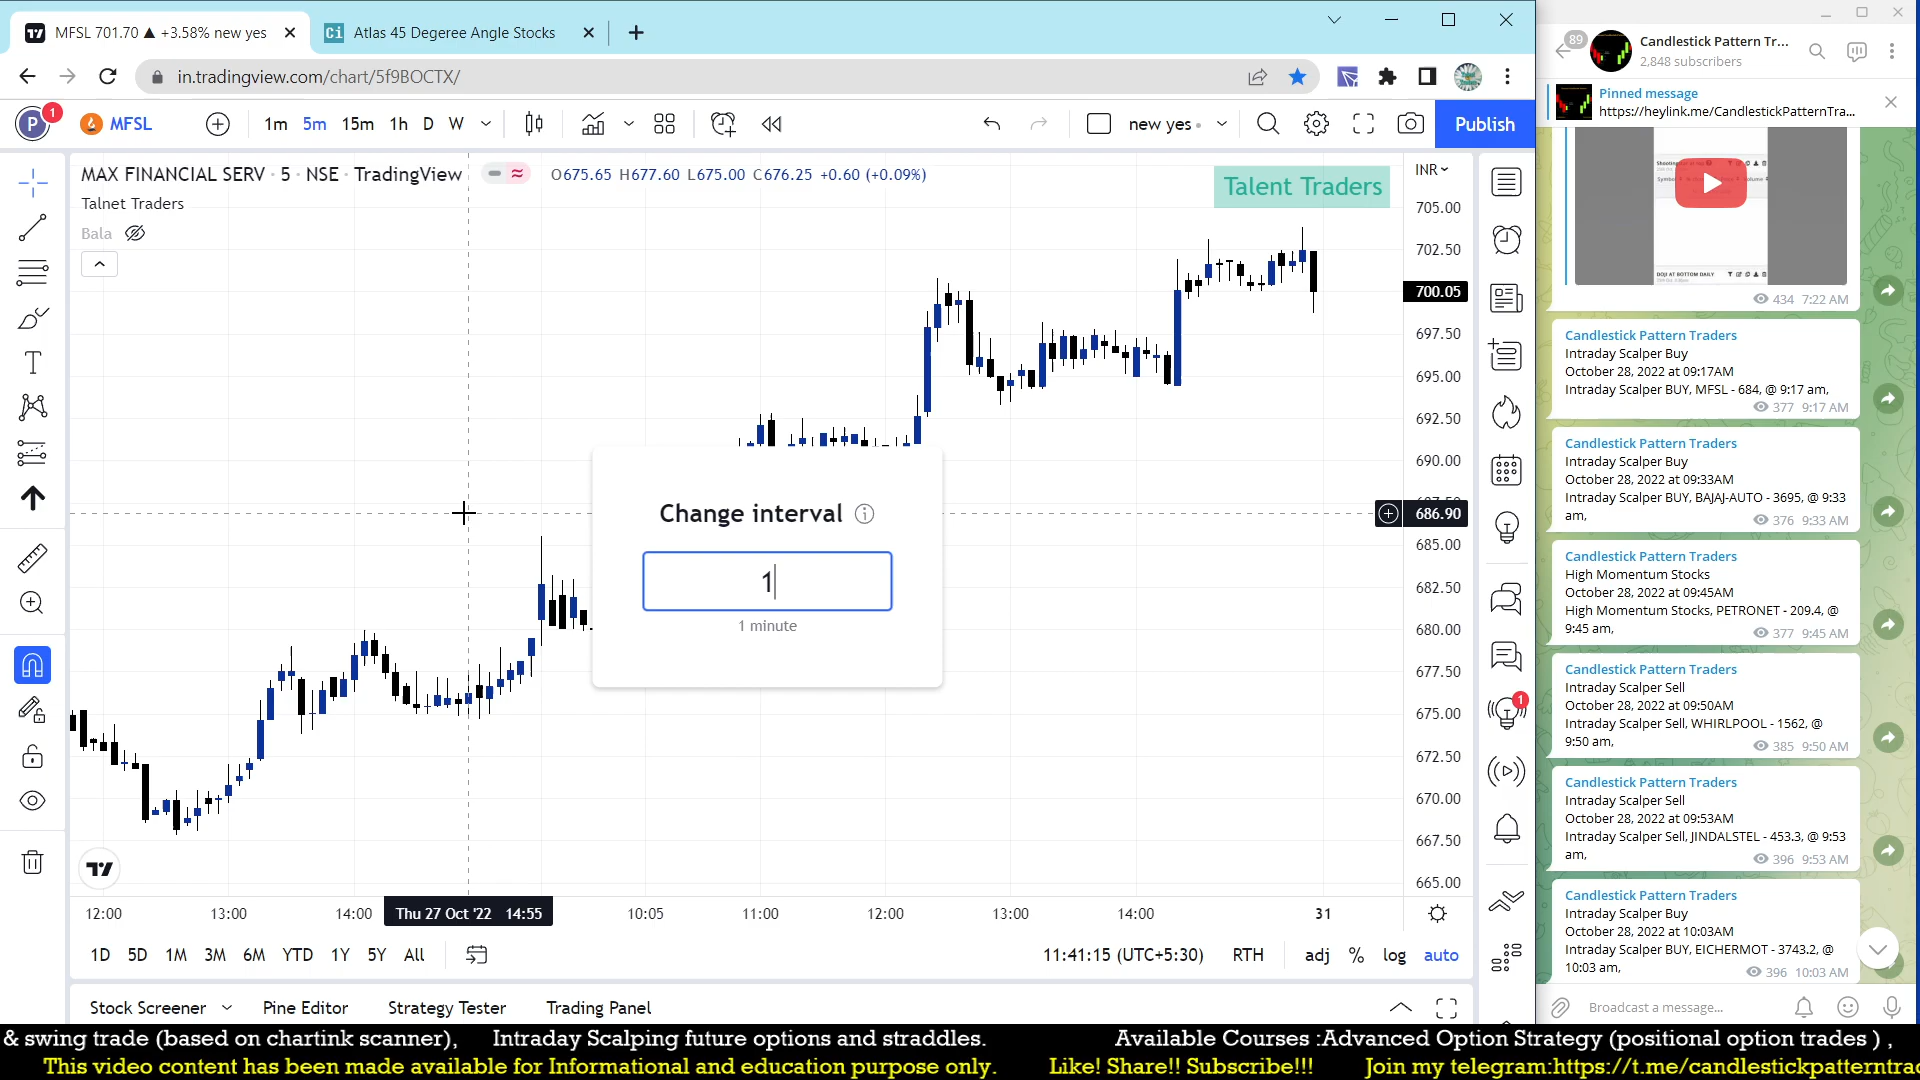 MFSL 701.70 ▲ +3.58% new yes
Ci Atlas 45 Degeree Angle Stocks
in.tradingview.com/chart/5f9BOCTX/
P 1 MFSL 1m 5m 15m 1h D W new yes Publish
MAX FINANCIAL SERV · 5 · NSE · TradingView O675.65 H677.60 L675.00 C676.25 +0.60 (+0.09%)
Talnet Traders
Bala
Talent Traders
INR
705.00
702.50
700.05
697.50
695.00
692.50
690.00
686.90
685.00
682.50
680.00
677.50
675.00
672.50
670.00
667.50
665.00
Change interval
1
1 minute
12:00 13:00 14:00 Thu 27 Oct '22 14:55 10:05 11:00 12:00 13:00 14:00 31
1D 5D 1M 3M 6M YTD 1Y 5Y All 11:41:15 (UTC+5:30) RTH adj % log auto
Stock Screener Pine Editor Strategy Tester Trading Panel
1
89
Candlestick Pattern Tr...
2,848 subscribers
Pinned message
https://heylink.me/CandlestickPatternTra...
DOJI AT BOTTOM DAILY
434 7:22 AM
Candlestick Pattern Traders
Intraday Scalper Buy
October 28, 2022 at 09:17AM
Intraday Scalper BUY, MFSL - 684, @ 9:17 am,
377 9:17 AM
Candlestick Pattern Traders
Intraday Scalper Buy
October 28, 2022 at 09:33AM
Intraday Scalper BUY, BAJAJ-AUTO - 3695, @ 9:33
am,
376 9:33 AM
Candlestick Pattern Traders
High Momentum Stocks
October 28, 2022 at 09:45AM
High Momentum Stocks, PETRONET - 209.4, @
9:45 am,
377 9:45 AM
Candlestick Pattern Traders
Intraday Scalper Sell
October 28, 2022 at 09:50AM
Intraday Scalper Sell, WHIRLPOOL - 1562, @
9:50 am,
385 9:50 AM
Candlestick Pattern Traders
Intraday Scalper Sell
October 28, 2022 at 09:53AM
Intraday Scalper Sell, JINDALSTEL - 453.3, @ 9:53
am,
396 9:53 AM
Candlestick Pattern Traders
Intraday Scalper Buy
October 28, 2022 at 10:03AM
Intraday Scalper BUY, EICHERMOT - 3743.2, @
10:03 am,
396 10:03 AM
Broadcast a message...
& swing trade (based on chartink scanner), Intraday Scalping future options and straddles. Available Courses :Advanced Option Strategy (positional option trades ) ,
This video content has been made available for Informational and education purpose only. Like! Share!! Subscribe!!! Join my telegram:https://t.me/candlestickpatterntra